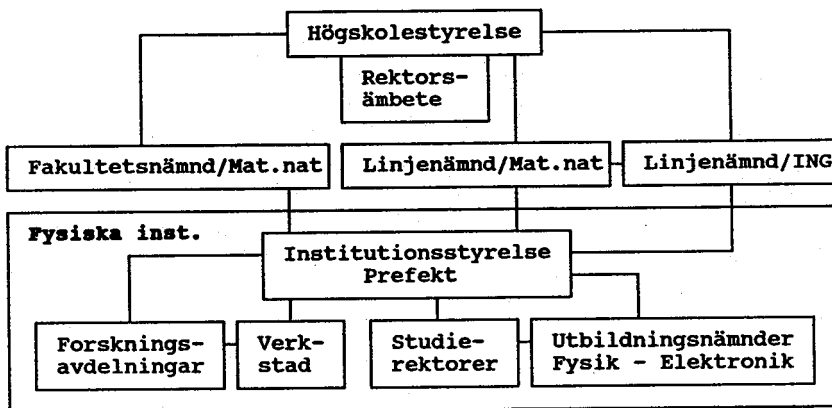 Högskolestyrelse
Rektors-
ämbete
Fakultetsnämnd/Mat.nat
Linjenämnd/Mat.nat
Linjenämnd/ING
Fysiska inst.
Institutionsstyrelse
Prefekt
Forsknings-
avdelningar
Verk-
stad
Studie-
rektorer
Utbildningsnämnder
Fysik - Elektronik